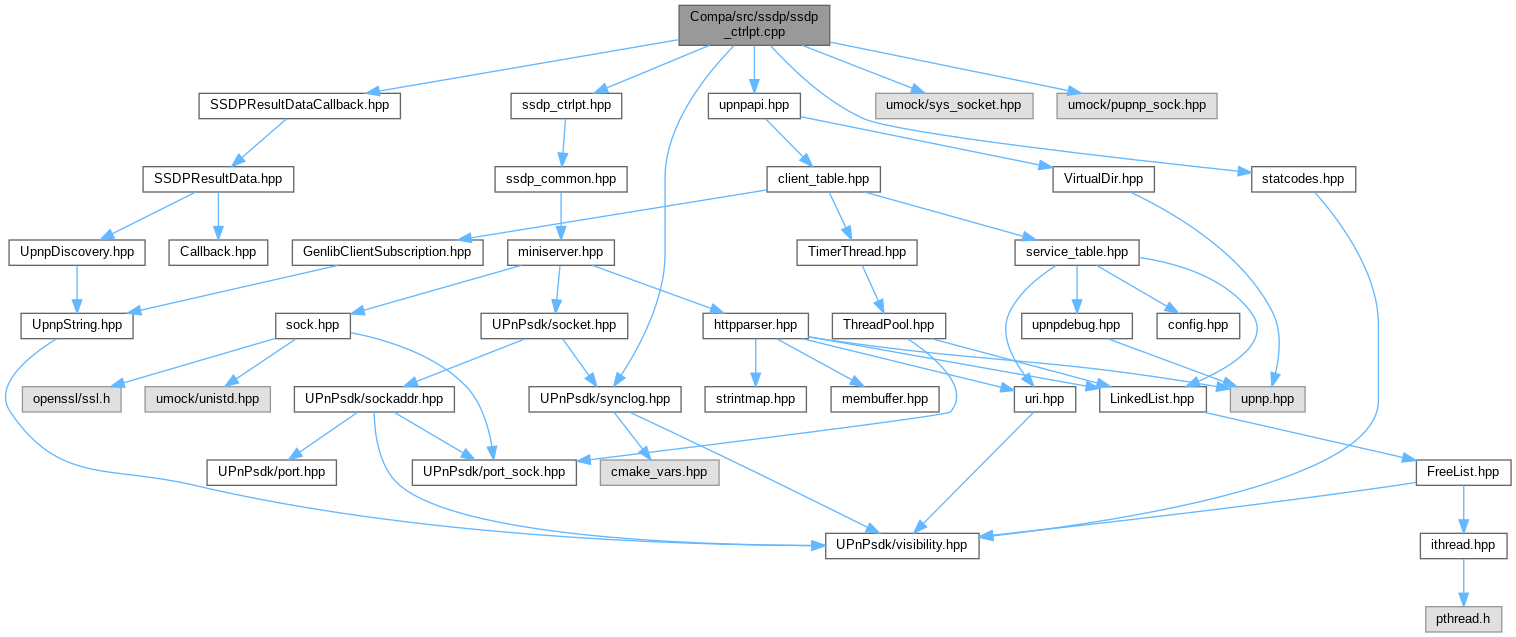 Compa/src/ssdp/ssdp
_ctrlpt.cpp
SSDPResultDataCallback.hpp
ssdp_ctrlpt.hpp
upnpapi.hpp
umock/sys_socket.hpp
umock/pupnp_sock.hpp
SSDPResultData.hpp
ssdp_common.hpp
client_table.hpp
VirtualDir.hpp
statcodes.hpp
UpnpDiscovery.hpp
Callback.hpp
GenlibClientSubscription.hpp
miniserver.hpp
TimerThread.hpp
service_table.hpp
UpnpString.hpp
sock.hpp
UPnPsdk/socket.hpp
httpparser.hpp
ThreadPool.hpp
upnpdebug.hpp
config.hpp
openssl/ssl.h
umock/unistd.hpp
UPnPsdk/sockaddr.hpp
UPnPsdk/synclog.hpp
strintmap.hpp
membuffer.hpp
uri.hpp
LinkedList.hpp
upnp.hpp
UPnPsdk/port.hpp
UPnPsdk/port_sock.hpp
cmake_vars.hpp
FreeList.hpp
UPnPsdk/visibility.hpp
ithread.hpp
pthread.h